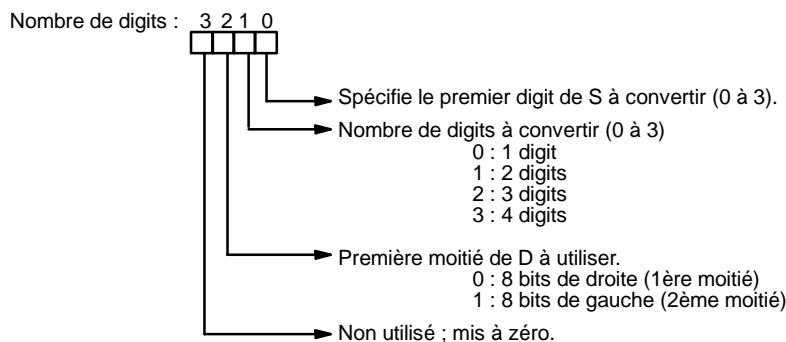 Nombre de digits : 3 2 1 0
Spécifie le premier digit de S à convertir (0 à 3).
Nombre de digits à convertir (0 à 3)
0 : 1 digit
1 : 2 digits
2 : 3 digits
3 : 4 digits
Première moitié de D à utiliser.
0 : 8 bits de droite (1ère moitié)
1 : 8 bits de gauche (2ème moitié)
Non utilisé ; mis à zéro.